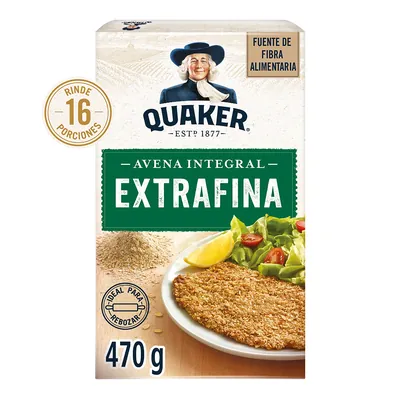 RINDE
16
PORCIONES
FUENTE DE
FIBRA
ALIMENTARIA
QUAKER
ESTD 1877
AVENA INTEGRAL
EXTRAFINA
IDEAL PARA
REBOZAR
470 g